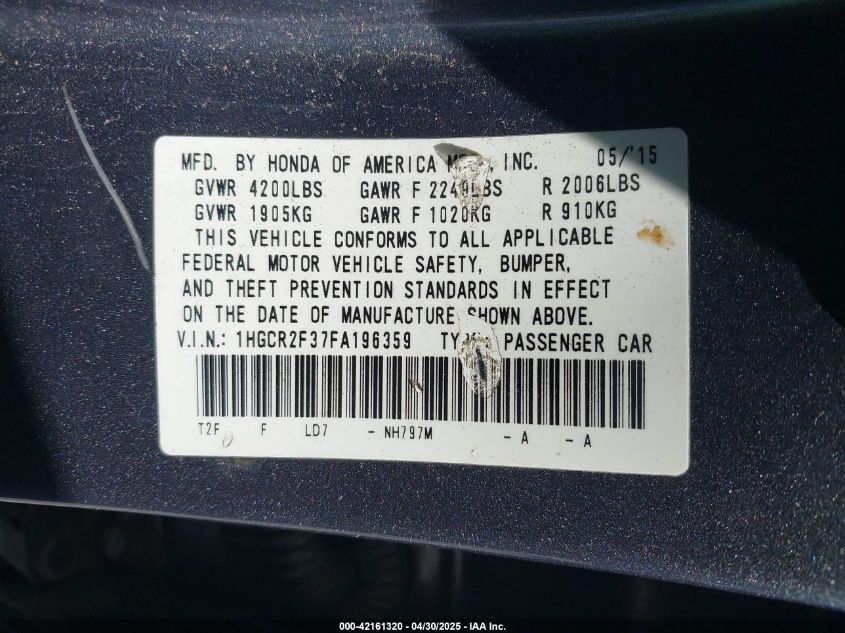 MFD. BY HONDA OF AMERICA INC. 05/'15
GVWR 4200LBS GAWR F 2249LBS R 2006LBS
GVWR 1905KG GAWR F 1020KG R 910KG
THIS VEHICLE CONFORMS TO ALL APPLICABLE
FEDERAL MOTOR VEHICLE SAFETY, BUMPER,
AND THEFT PREVENTION STANDARDS IN EFFECT
ON THE DATE OF MANUFACTURE SHOWN ABOVE.
V.I.N.: 1HGCR2F37FA196359 PASSENGER CAR
T2F F LD7 - NH797M - A - A
000-42161320 - 04/30/2025 - IAA Inc.